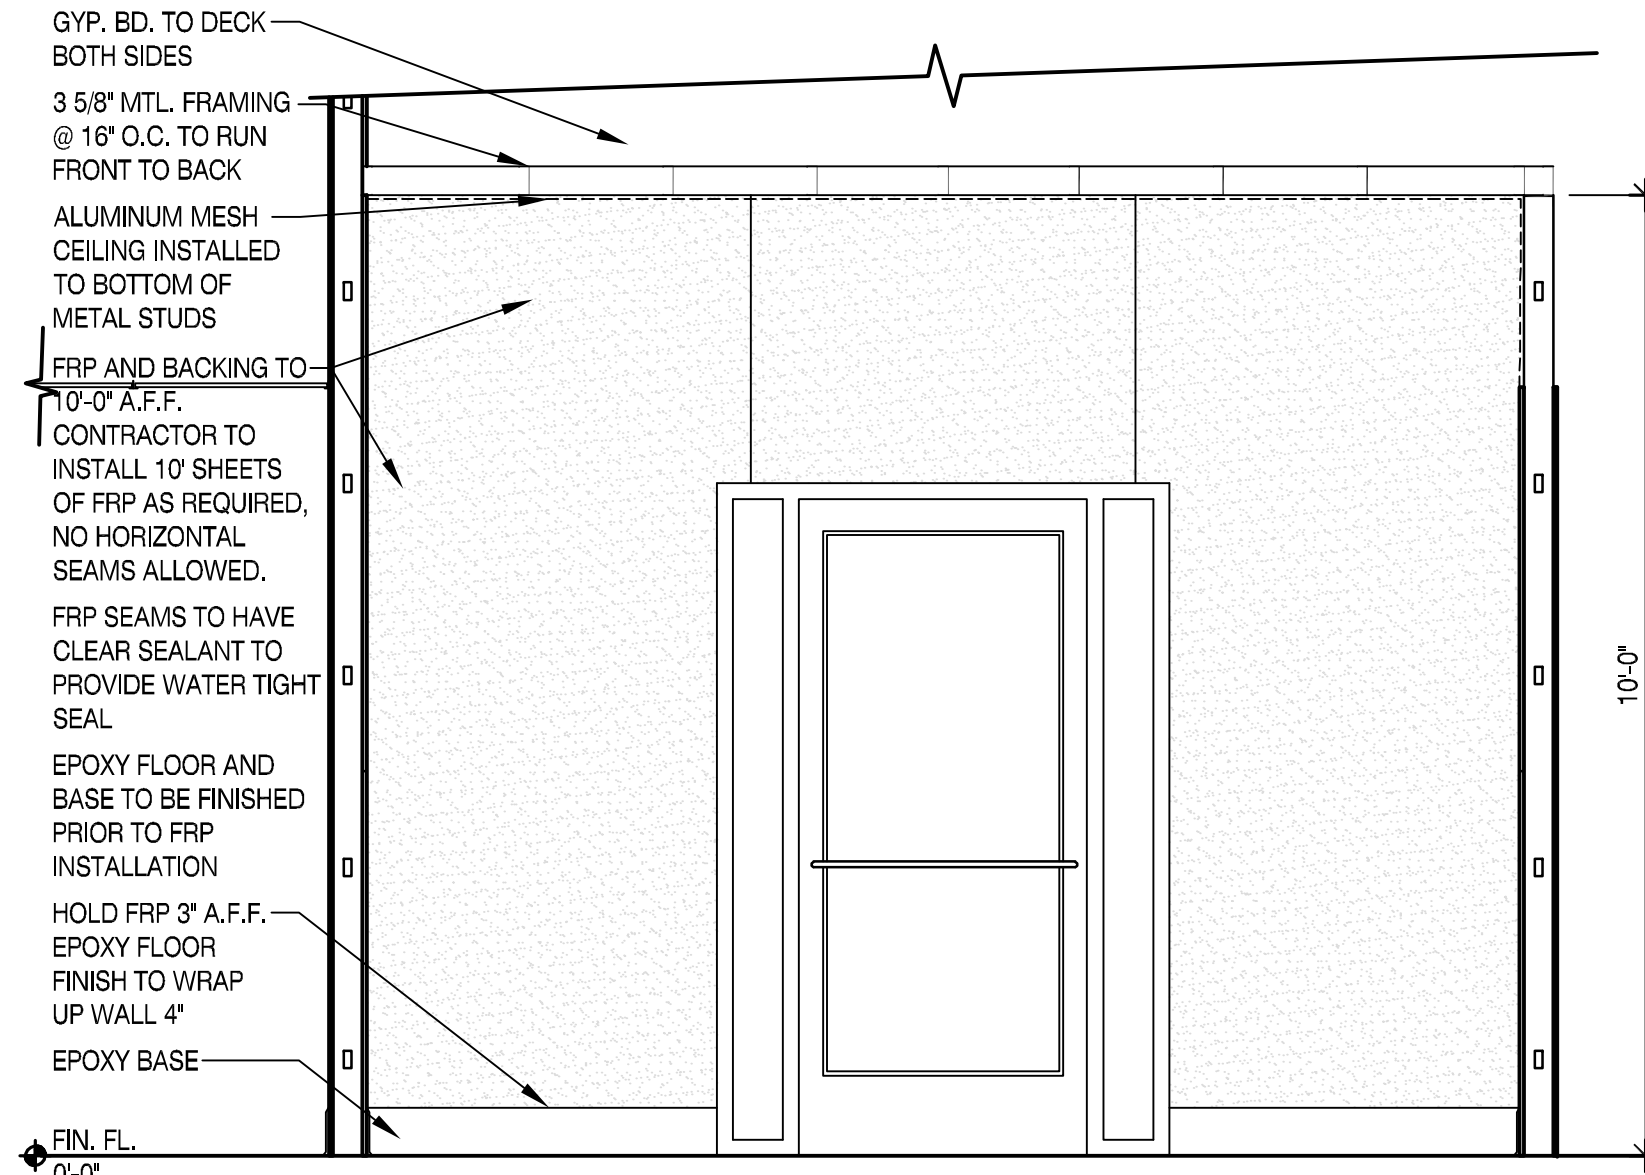 GYP. BD. TO DECK
BOTH SIDES
3 5/8" MTL. FRAMING
@ 16" O.C. TO RUN
FRONT TO BACK
ALUMINUM MESH
CEILING INSTALLED
TO BOTTOM OF
METAL STUDS
FRP AND BACKING TO
10'-0" A.F.F.
CONTRACTOR TO
INSTALL 10' SHEETS
OF FRP AS REQUIRED,
NO HORIZONTAL
SEAMS ALLOWED.
FRP SEAMS TO HAVE
CLEAR SEALANT TO
PROVIDE WATER TIGHT
SEAL
EPOXY FLOOR AND
BASE TO BE FINISHED
PRIOR TO FRP
INSTALLATION
HOLD FRP 3" A.F.F.
EPOXY FLOOR
FINISH TO WRAP
UP WALL 4"
EPOXY BASE
FIN. FL.
0'-0"
10'-0"